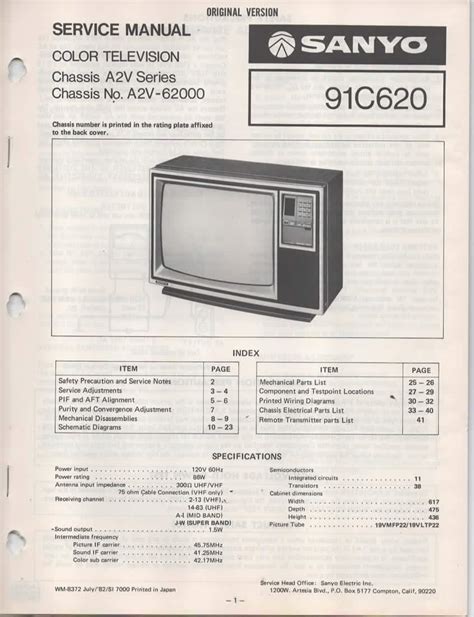 ORIGINAL VERSION
SERVICE MANUAL
COLOR TELEVISION
Chassis A2V Series
Chassis No. A2V-62000
Chassis number is printed in the rating plate affixed
to the back cover.
SANYO
91C620
INDEX
ITEM PAGE
Safety Precaution and Service Notes 2
Service Adjustments 3 – 4
PIF and AFT Alignment 5 – 6
Purity and Convergence Adjustment 7
Mechanical Disassemblies 8 – 9
Schematic Diagrams 10 – 23
ITEM PAGE
Mechanical Parts List 25 – 26
Component and Testpoint Locations 27 – 29
Printed Wiring Diagrams 30 – 32
Chassis Electrical Parts List 33 – 40
Remote Transmitter parts List 41
SPECIFICATIONS
Power input 120V 60Hz
Power rating 86W
Antenna input impedance 300Ω UHF/VHF
75 ohm Cable Connection (VHF only)
Receiving channel 2-13 (VHF)
14-83 (UHF)
A-I (MID BAND)
J-W (SUPER BAND)
Sound output 1.5W
Intermediate frequency
Picture IF carrier 45.75MHz
Sound IF carrier 41.25MHz
Color sub carrier 42.17MHz
Semiconductors
Integrated circuits 11
Transistors 38
Cabinet dimensions
Width 617
Depth 475
Height 436
Picture Tube 19VMFP22/19VLTP22
WM-8372 July/'82/SI 7000 Printed in Japan
– 1 –
Service Head Office: Sanyo Electric Inc.
1200W. Artesia Blvd., P.O. Box 5177 Compton, Calif, 90220